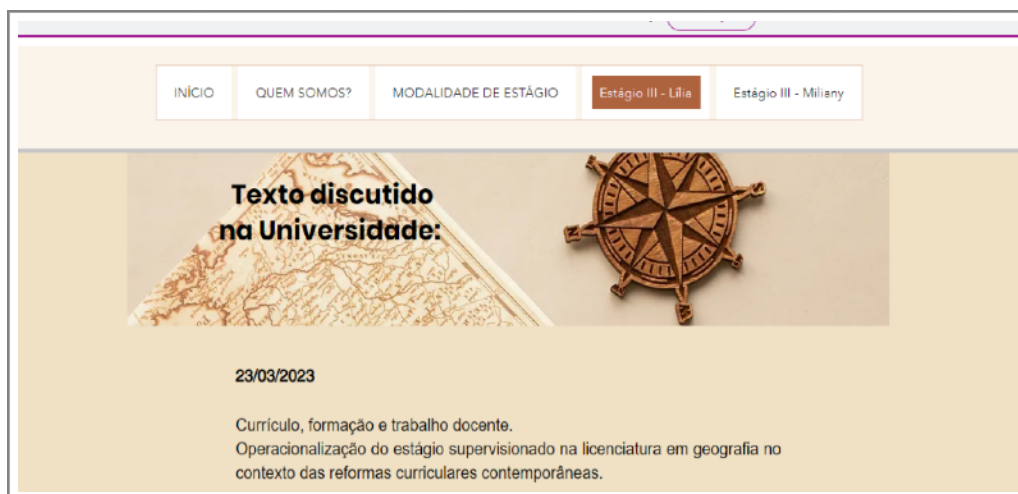 INÍCIO
QUEM SOMOS?
MODALIDADE DE ESTÁGIO
Estágio III - Lília
Estágio III - Miliany
Texto discutido
na Universidade:
23/03/2023
Currículo, formação e trabalho docente.
Operacionalização do estágio supervisionado na licenciatura em geografia no
contexto das reformas curriculares contemporâneas.